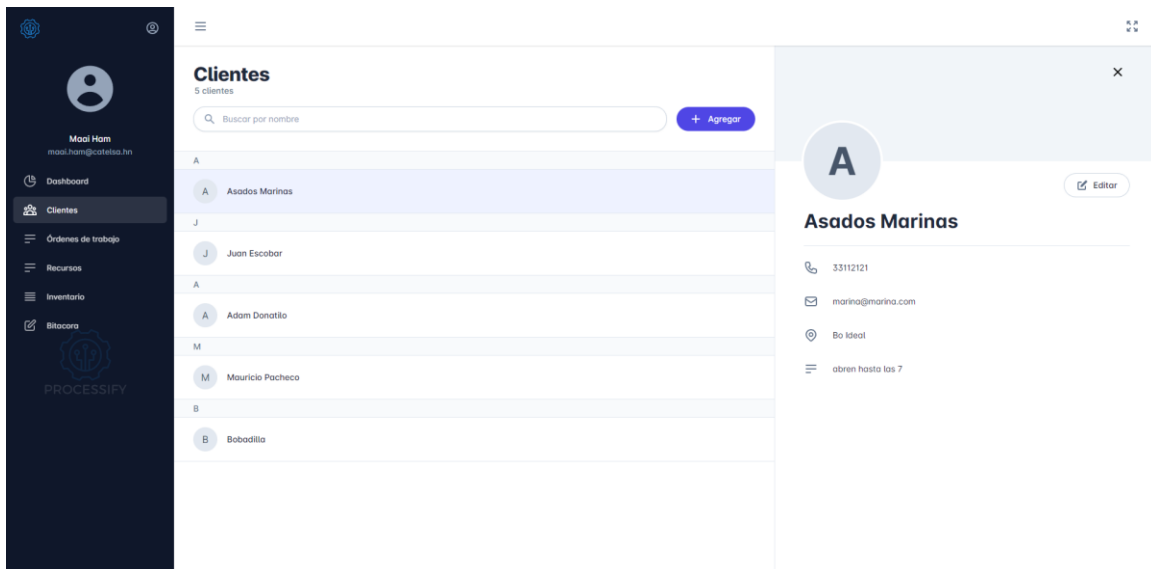 Maai Ham
maai.ham@catelsa.hn
Dashboard
Clientes
Órdenes de trabajo
Recursos
Inventario
Bitacora
PROCESSIFY
Clientes
5 clientes
Buscar por nombre
+ Agregar
A
A Asados Marinas
J
J Juan Escobar
A
A Adam Donatilo
M
M Mauricio Pacheco
B
B Bobadilla
A
Editar
Asados Marinas
33112121
marina@marina.com
Bo Ideal
abren hasta las 7